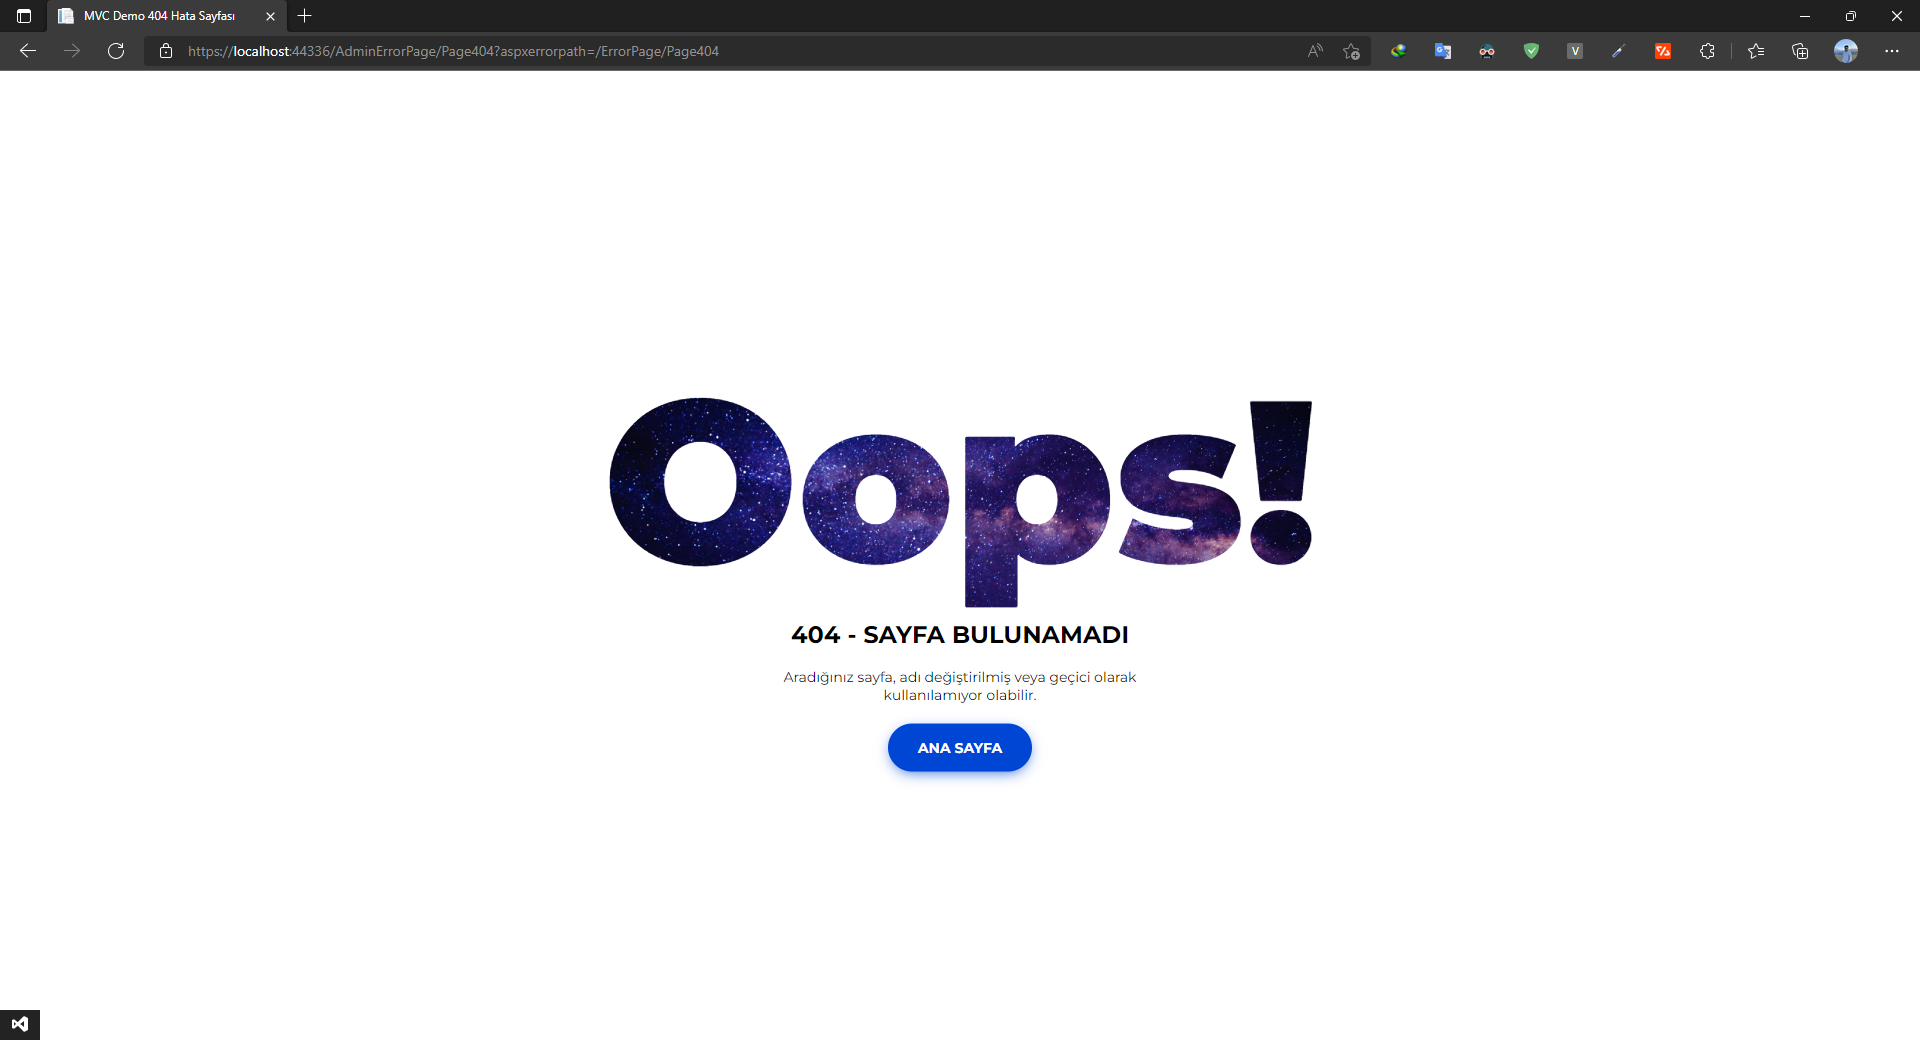 MVC Demo 404 Hata Sayfası
https://localhost:44336/AdminErrorPage/Page404?aspxerrorpath=/ErrorPage/Page404
Oops!
404 - SAYFA BULUNAMADI
Aradığınız sayfa, adı değiştirilmiş veya geçici olarak
kullanılamıyor olabilir.
ANA SAYFA